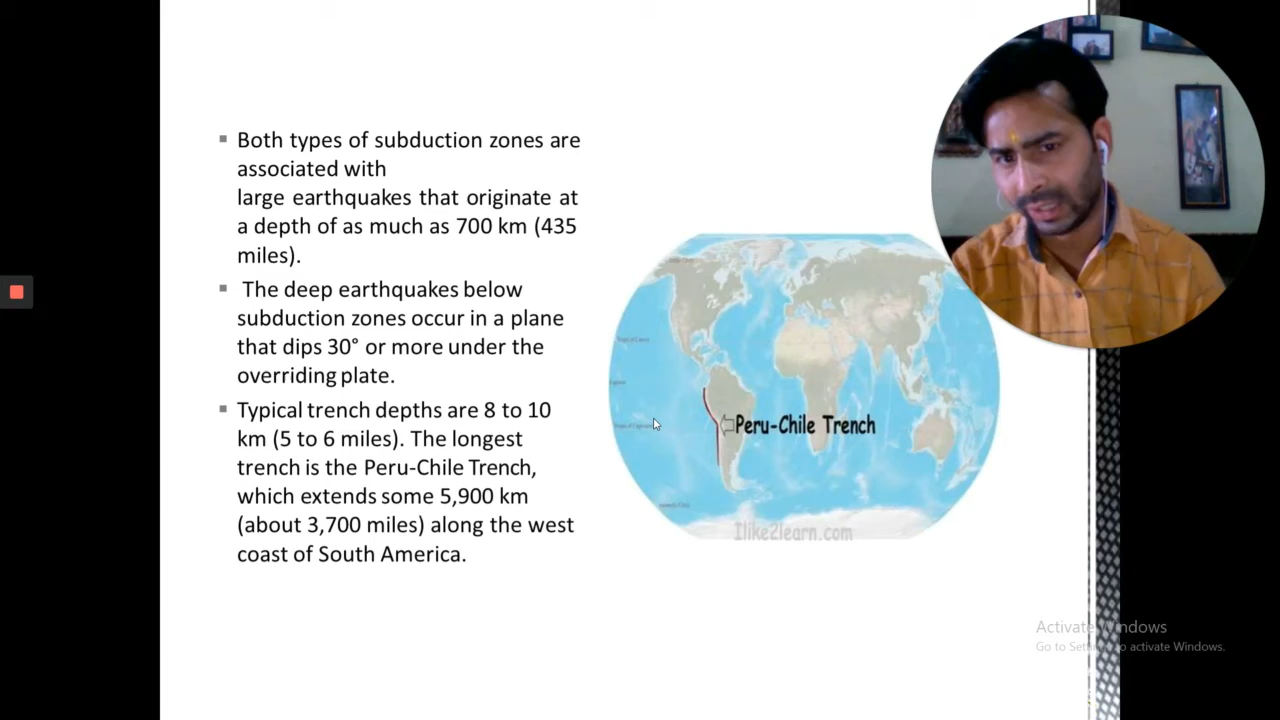 Both types of subduction zones are
associated with
large earthquakes that originate at
a depth of as much as 700 km (435
miles).
The deep earthquakes below
subduction zones occur in a plane
that dips 30° or more under the
overriding plate.
Typical trench depths are 8 to 10
km (5 to 6 miles). The longest
trench is the Peru-Chile Trench,
which extends some 5,900 km
(about 3,700 miles) along the west
coast of South America.
Peru-Chile Trench
Ilike2learn.com
Activate Windows
Go to Settings to activate Windows.